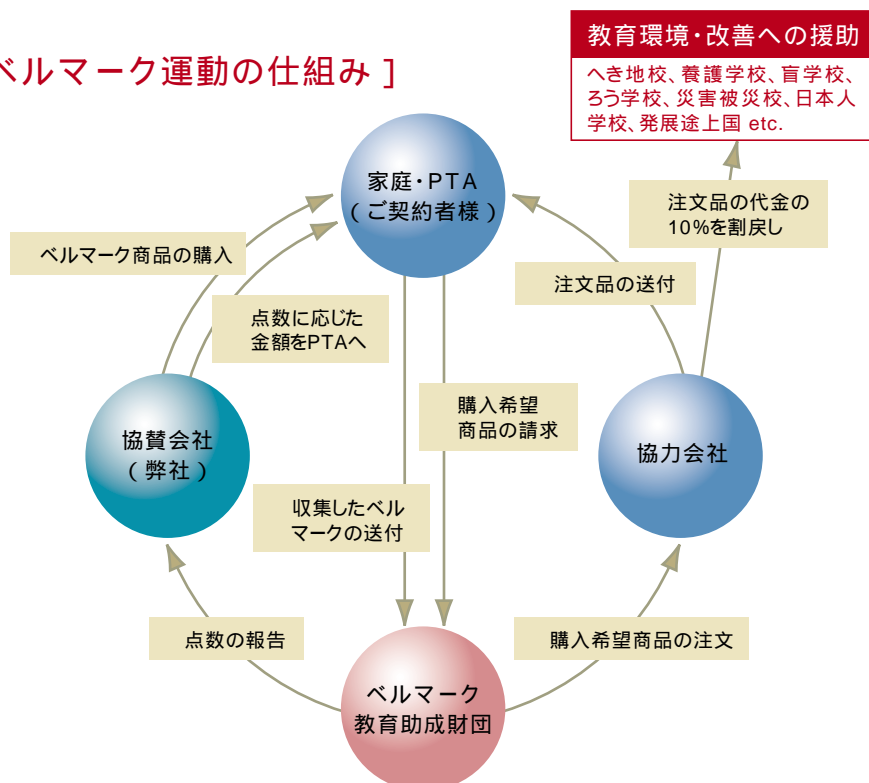 ベルマーク運動の仕組み ]
教育環境・改善への援助
へき地校、養護学校、盲学校、
ろう学校、災害被災校、日本人
学校、発展途上国 etc.
家庭・PTA
（ご契約者様）
注文品の代金の
10%を割戻し
ベルマーク商品の購入
注文品の送付
点数に応じた
金額をPTAへ
購入希望
商品の請求
協賛会社
（弊社）
協力会社
収集したベル
マークの送付
点数の報告
購入希望商品の注文
ベルマーク
教育助成財団